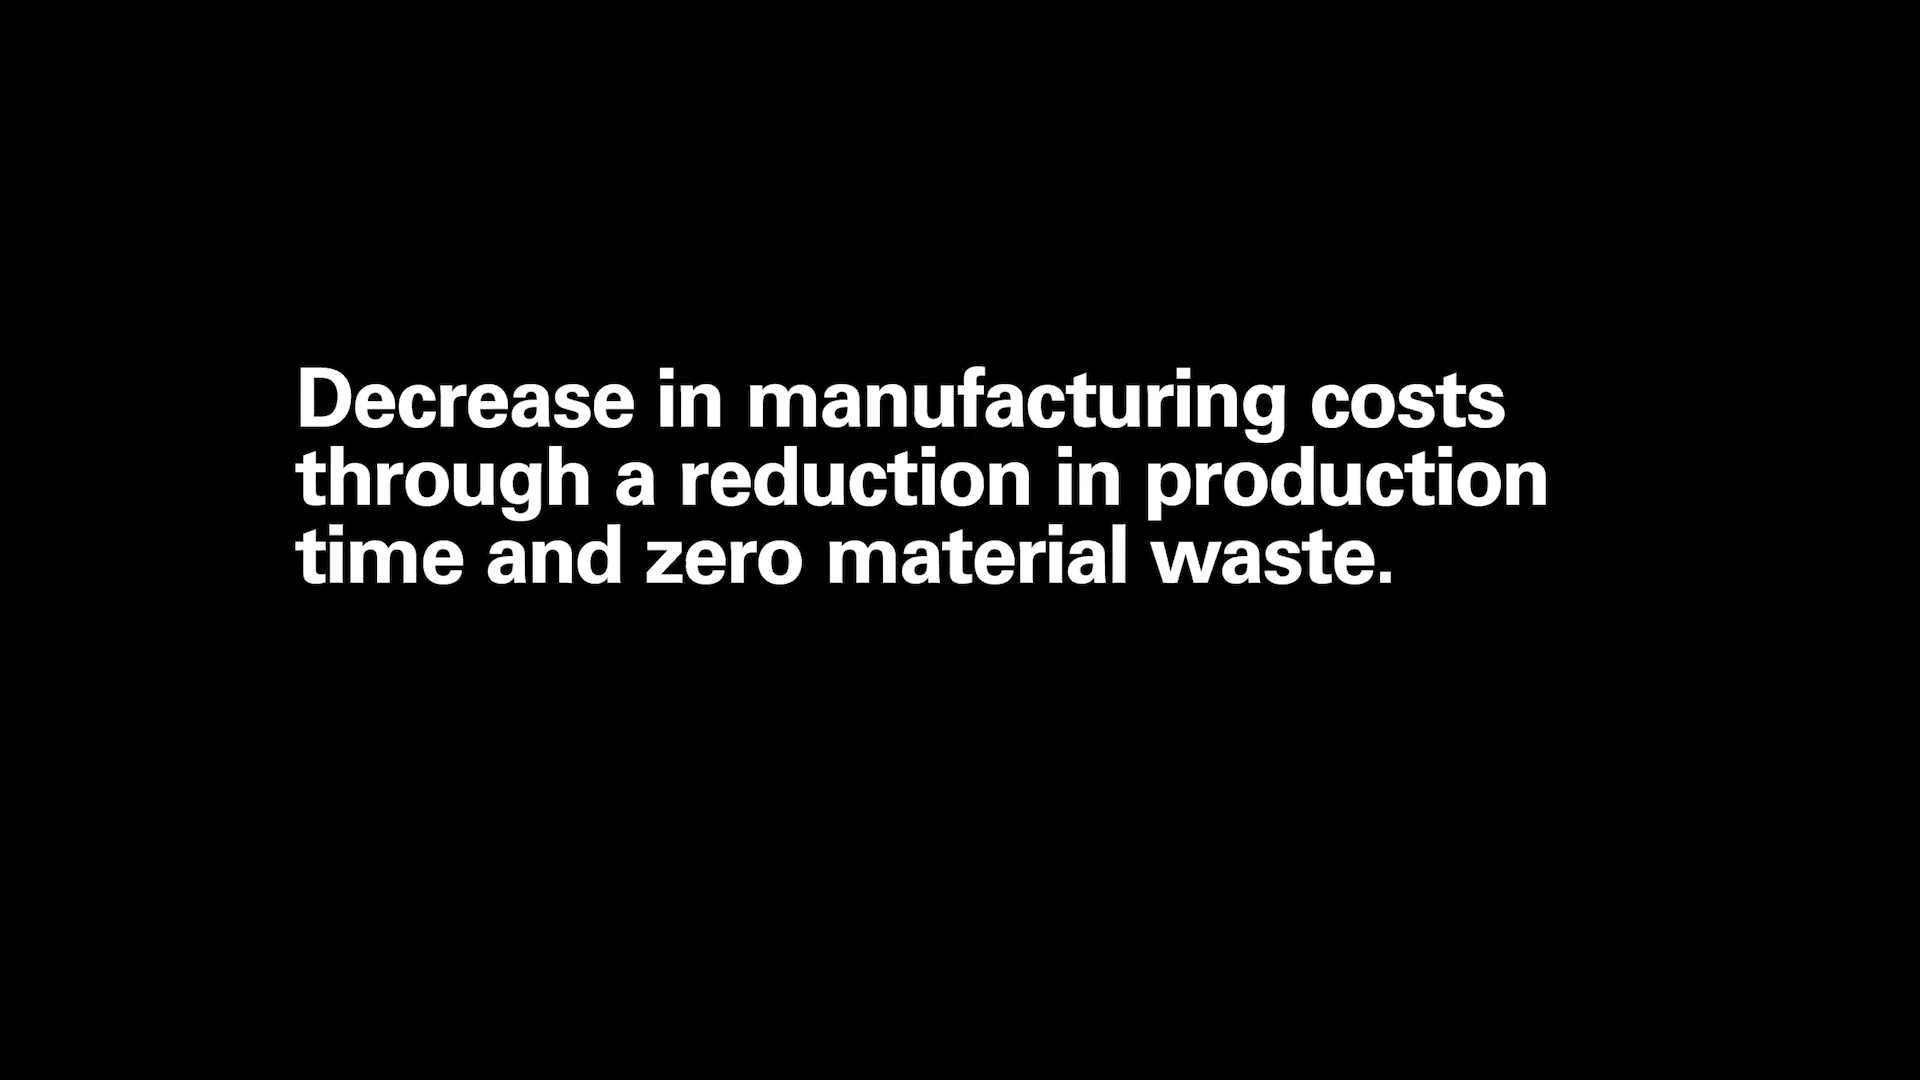 Decrease in manufacturing costs
through a reduction in production
time and zero material waste.